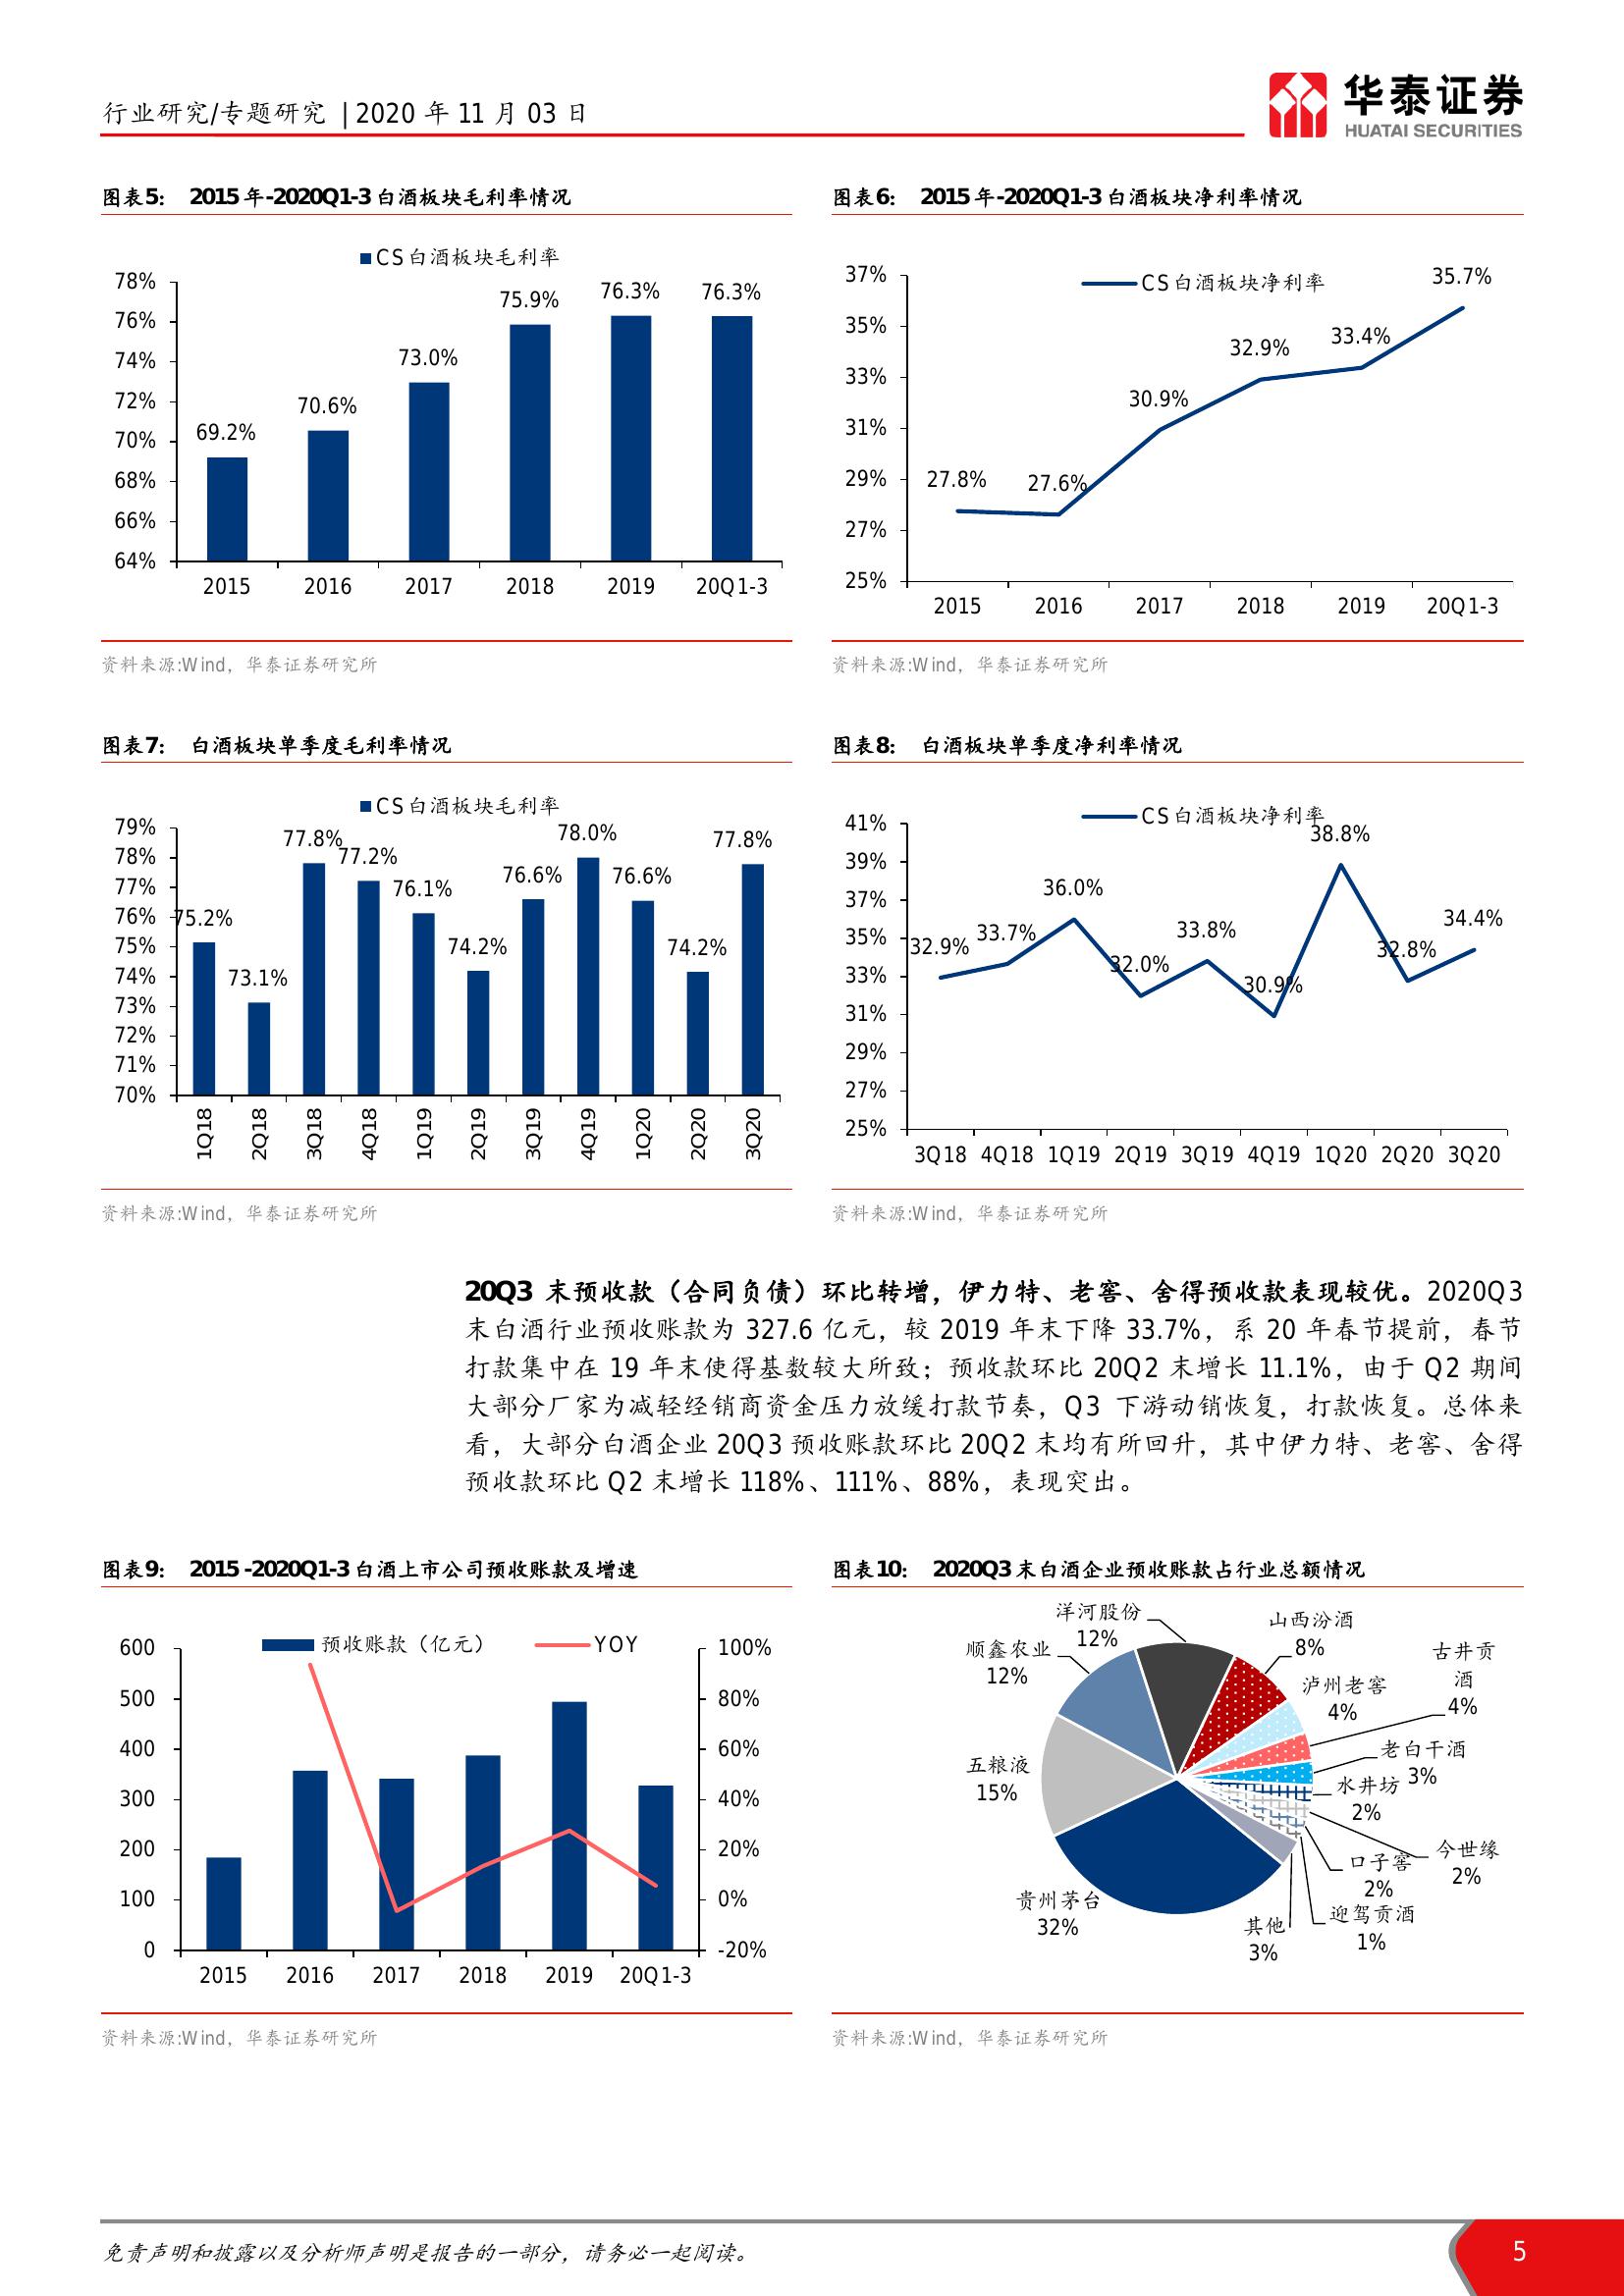 行业研究/专题研究 | 2020 年 11 月 03 日
华泰证券
HUATAI SECURITIES
图表5： 2015 年-2020Q1-3 白酒板块毛利率情况
CS 白酒板块毛利率
78%
76%
74%
72%
70%
68%
66%
64%
69.2%
70.6%
73.0%
75.9%
76.3%
76.3%
2015 2016 2017 2018 2019 20Q1-3
资料来源:Wind，华泰证券研究所
图表6： 2015 年-2020Q1-3 白酒板块净利率情况
CS 白酒板块净利率
37%
35%
33%
31%
29%
27%
25%
27.8%
27.6%
30.9%
32.9%
33.4%
35.7%
2015 2016 2017 2018 2019 20Q1-3
资料来源:Wind，华泰证券研究所
图表7： 白酒板块单季度毛利率情况
CS 白酒板块毛利率
79%
78%
77%
76%
75%
74%
73%
72%
71%
70%
75.2%
73.1%
77.8%
77.2%
76.1%
74.2%
76.6%
78.0%
76.6%
74.2%
77.8%
1Q18 2Q18 3Q18 4Q18 1Q19 2Q19 3Q19 4Q19 1Q20 2Q20 3Q20
资料来源:Wind，华泰证券研究所
图表8： 白酒板块单季度净利率情况
CS 白酒板块净利率
41%
39%
37%
35%
33%
31%
29%
27%
25%
32.9%
33.7%
36.0%
32.0%
33.8%
30.9%
38.8%
32.8%
34.4%
3Q18 4Q18 1Q19 2Q19 3Q19 4Q19 1Q20 2Q20 3Q20
资料来源:Wind，华泰证券研究所
20Q3 末预收款（合同负债）环比转增，伊力特、老窖、舍得预收款表现较优。2020Q3
末白酒行业预收账款为 327.6 亿元，较 2019 年末下降 33.7%，系 20 年春节提前，春节
打款集中在 19 年末使得基数较大所致；预收款环比 20Q2 末增长 11.1%，由于 Q2 期间
大部分厂家为减轻经销商资金压力放缓打款节奏，Q3 下游动销恢复，打款恢复。总体来
看，大部分白酒企业 20Q3 预收账款环比 20Q2 末均有所回升，其中伊力特、老窖、舍得
预收款环比 Q2 末增长 118%、111%、88%，表现突出。
图表9： 2015 -2020Q1-3 白酒上市公司预收账款及增速
预收账款（亿元） YOY
600
500
400
300
200
100
0
100%
80%
60%
40%
20%
0%
-20%
2015 2016 2017 2018 2019 20Q1-3
资料来源:Wind，华泰证券研究所
图表10： 2020Q3 末白酒企业预收账款占行业总额情况
洋河股份
12%
山西汾酒
8%
古井贡
酒
4%
顺鑫农业
12%
泸州老窖
4%
老白干酒
3%
五粮液
15%
水井坊
2%
今世缘
2%
口子窖
2%
贵州茅台
32%
迎驾贡酒
1%
其他
3%
资料来源:Wind，华泰证券研究所
免责声明和披露以及分析师声明是报告的一部分，请务必一起阅读。
5